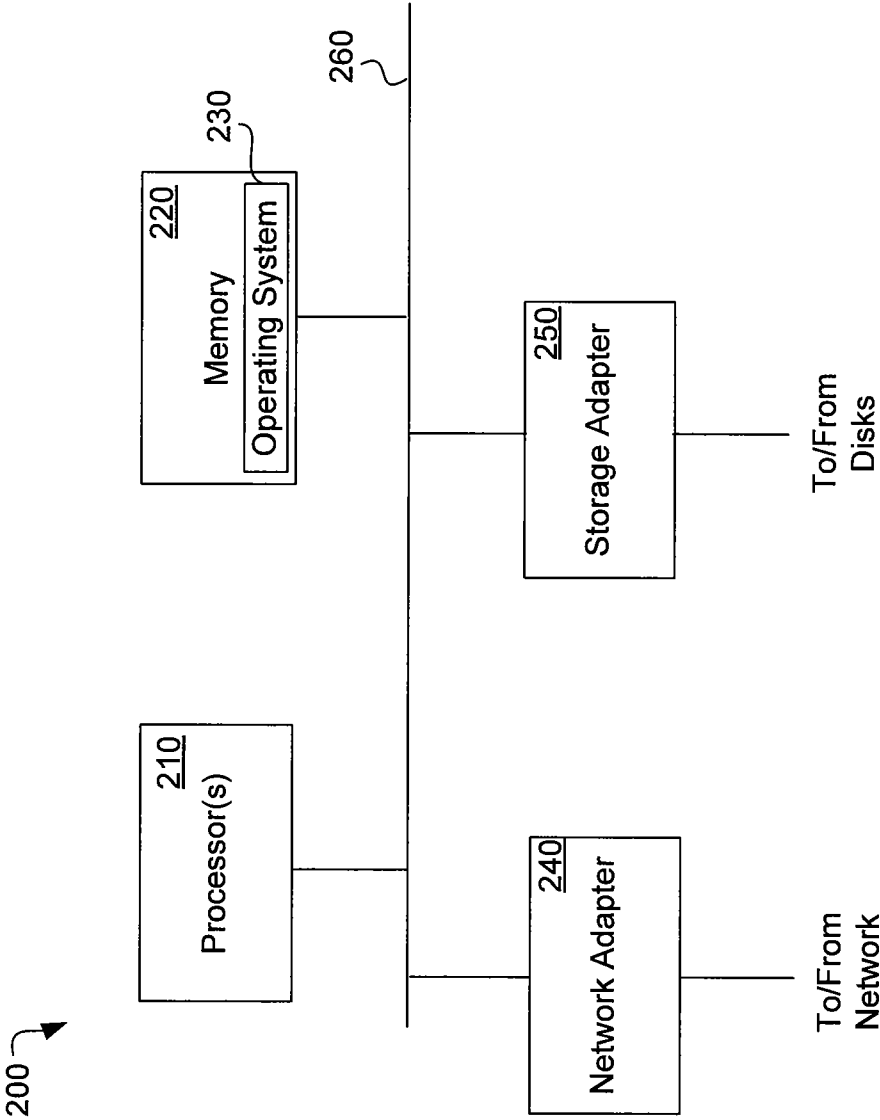 200
210
Processor(s)
220
Memory
Operating System
230
260
240
Network Adapter
250
Storage Adapter
To/From
Network
To/From
Disks